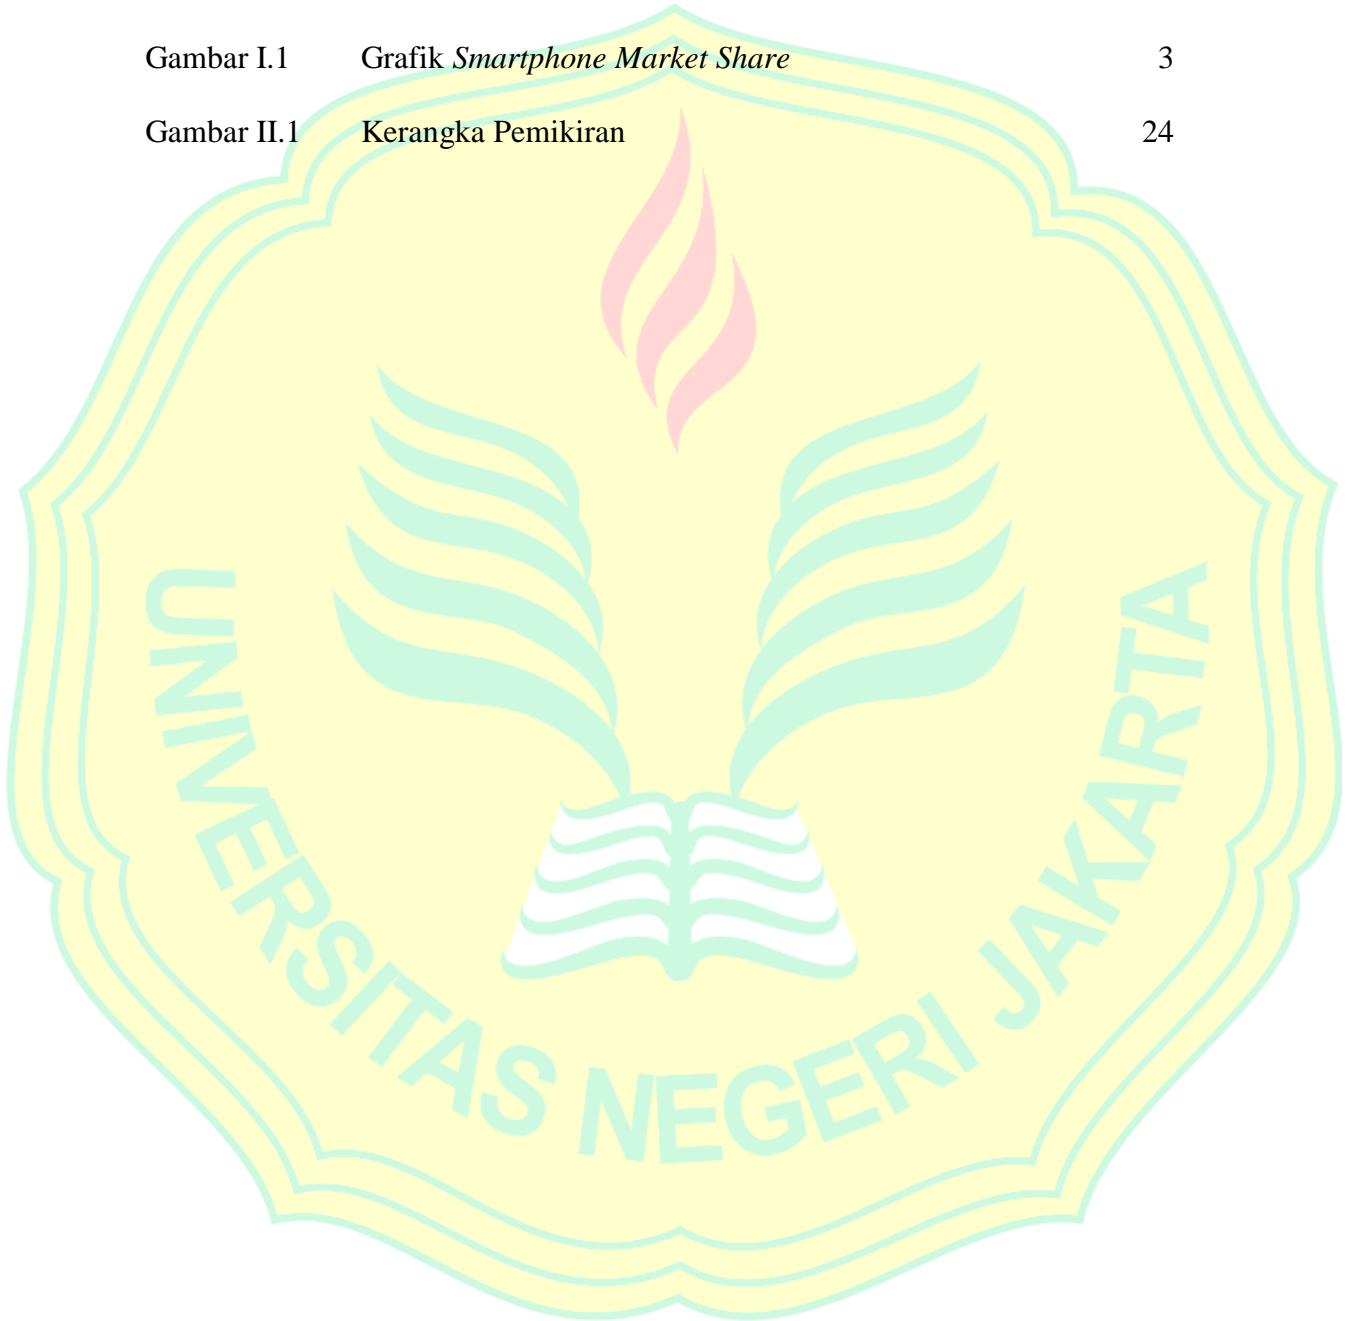 Gambar I.1 Grafik Smartphone Market Share 3
Gambar II.1 Kerangka Pemikiran 24
UNIVERSITAS NEGERI JAKARTA